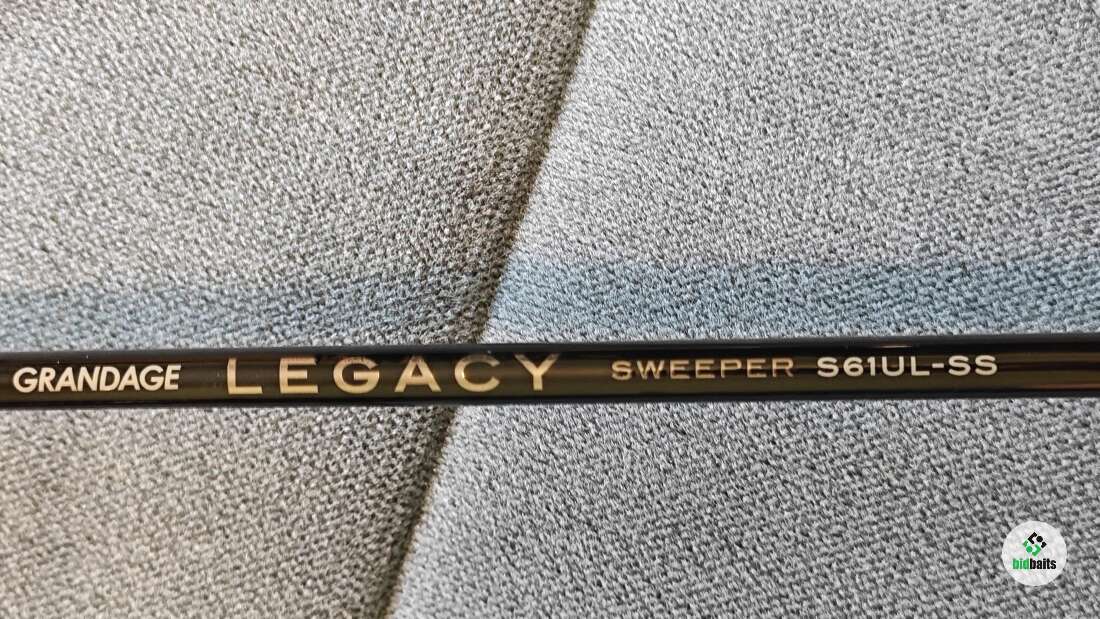 GRANDAGE LEGACY SWEEPER S61UL-SS
bidbaits